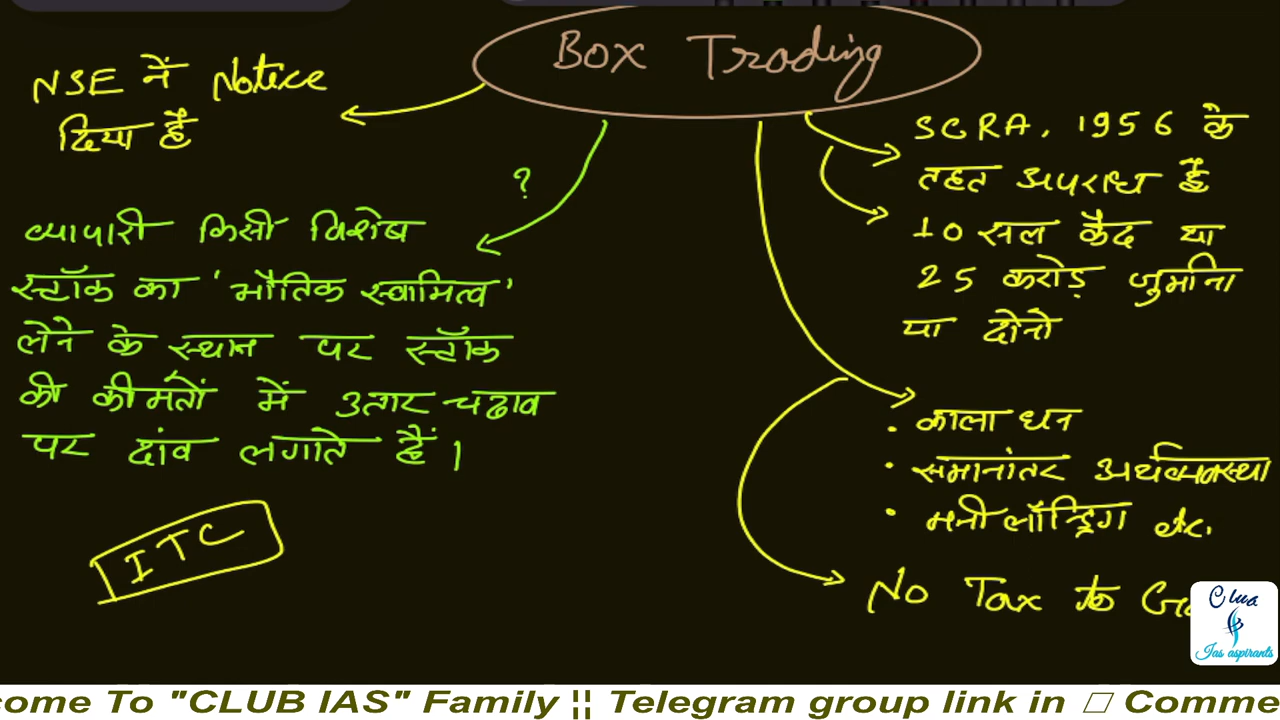 Box Trading
NSE ने Notice
दिया है
?
व्यापारी किसी विशेष
स्टॉक का 'भौतिक स्वामित्व'
लेने के स्थान पर स्टॉक
की कीमतों में उतार चढाव
पर दांव लगाते हैं।
ITC
SCRA, 1956 के
तहत अपराध है
10 साल कैद या
25 करोड़ जुर्माना
या दोनो
• काला धन
• समानांतर अर्थव्यवस्था
• मनी लॉन्ड्रिंग etc.
No Tax to
Club
Ias aspirants
come To "CLUB IAS" Family ¦¦ Telegram group link in □ Comme